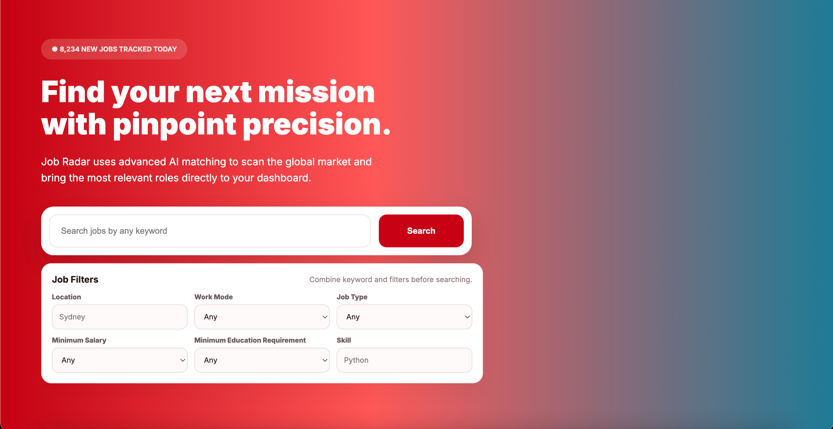 8,234 NEW JOBS TRACKED TODAY
Find your next mission
with pinpoint precision.
Job Radar uses advanced AI matching to scan the global market and
bring the most relevant roles directly to your dashboard.
Search jobs by any keyword
Search
Job Filters
Combine keyword and filters before searching.
Location
Work Mode
Job Type
Sydney
Any
Any
Minimum Salary
Minimum Education Requirement
Skill
Any
Any
Python